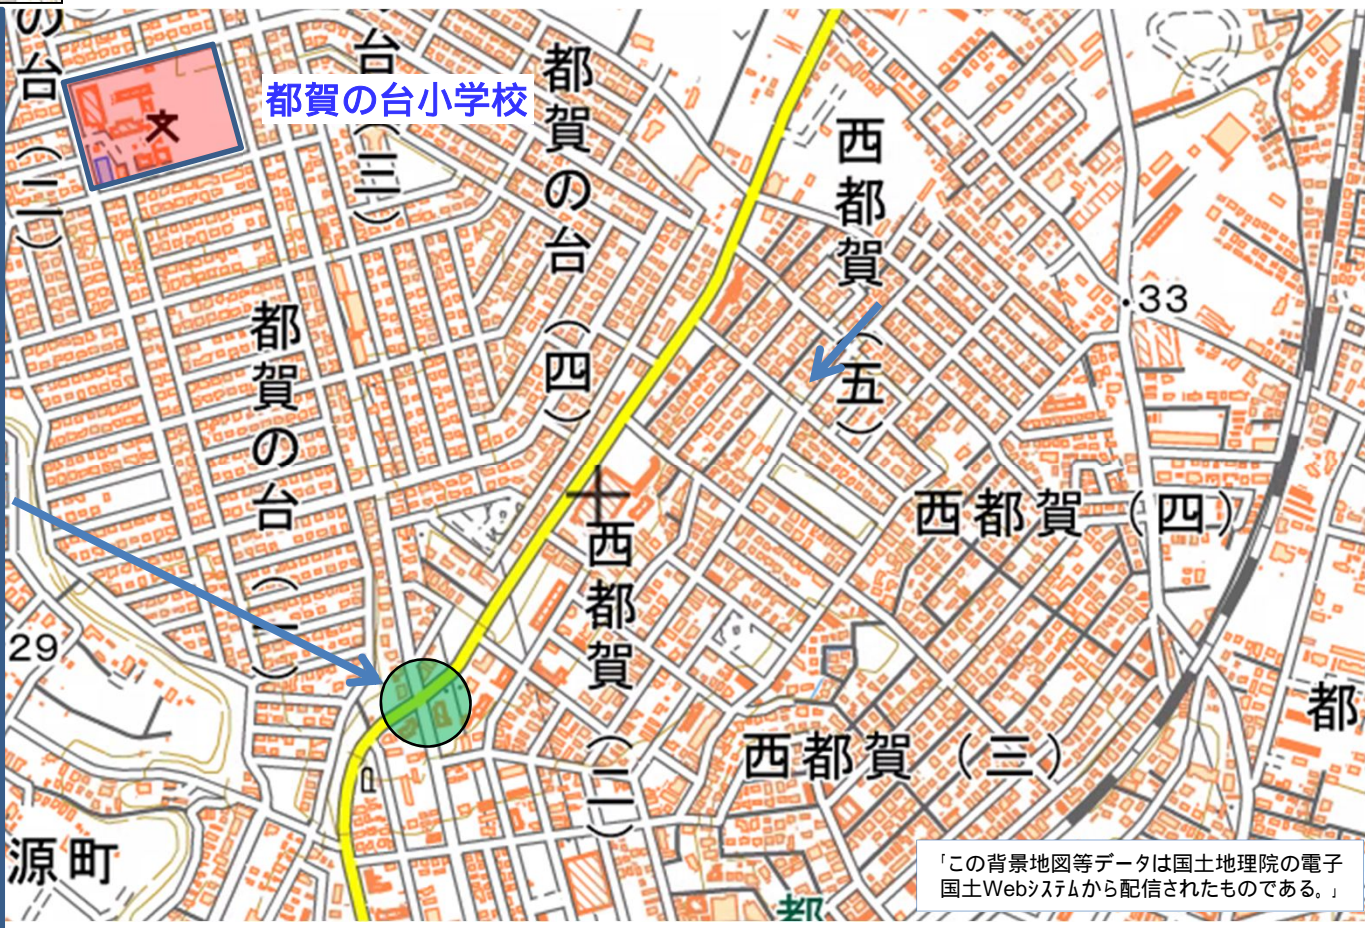 の台(二)
都賀の台小学校
台(三)
都賀の台(四)
西都賀(五)
33
都賀の台(一)
西都賀(四)
西都賀(二)
29
西都賀(三)
都
源町
都
「この背景地図等データは国土地理院の電子
国土Webシステムから配信されたものである。」